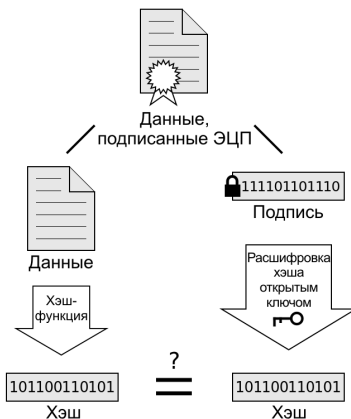 Данные,
подписанные ЭЦП
Данные
111101101110
Подпись
Хэш-
функция
Расшифровка
хэша
открытым
ключом
101100110101
Хэш
?
=
101100110101
Хэш